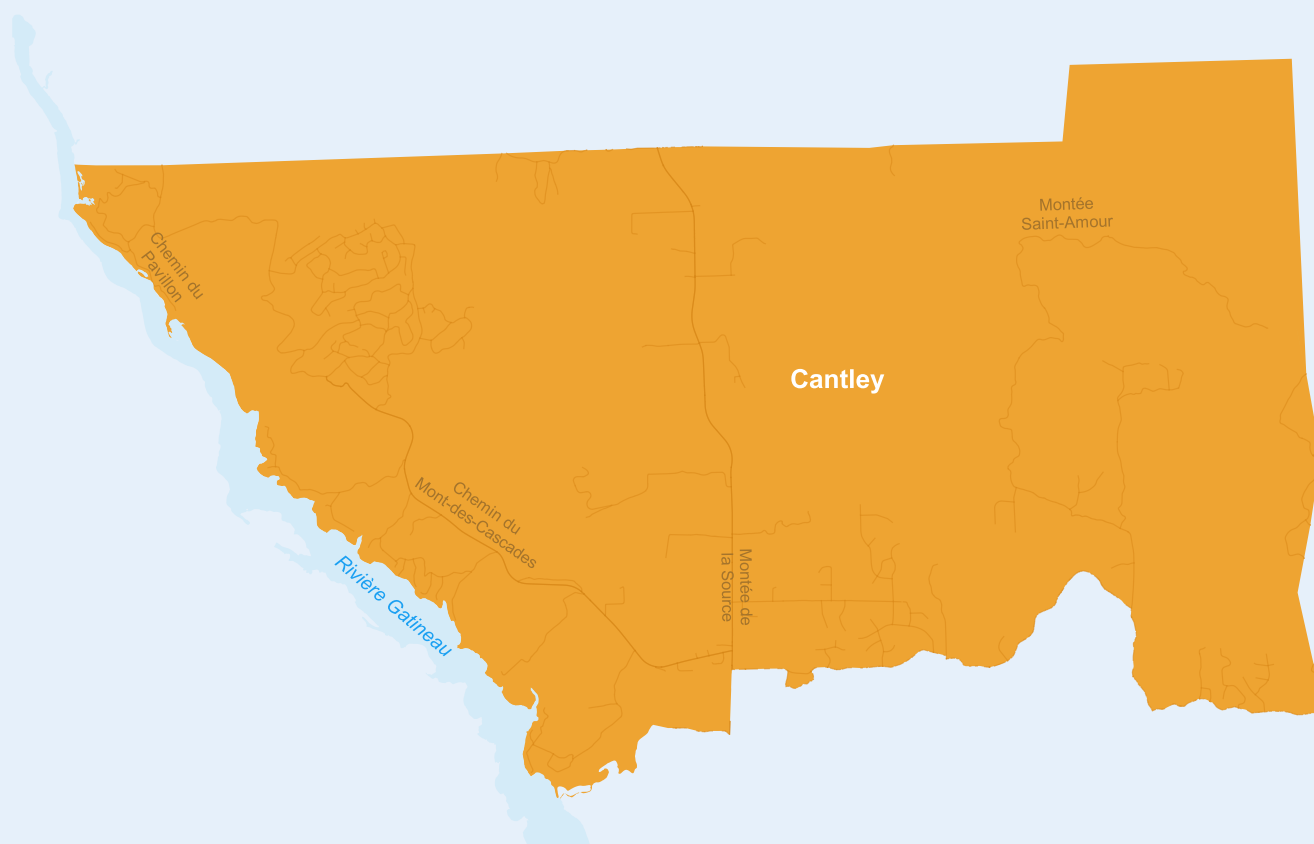 Montée
Saint-Amour
Chemin du
Pavillon
Cantley
Chemin du
Mont-des-Cascades
Montée de
la Source
Rivière Gatineau